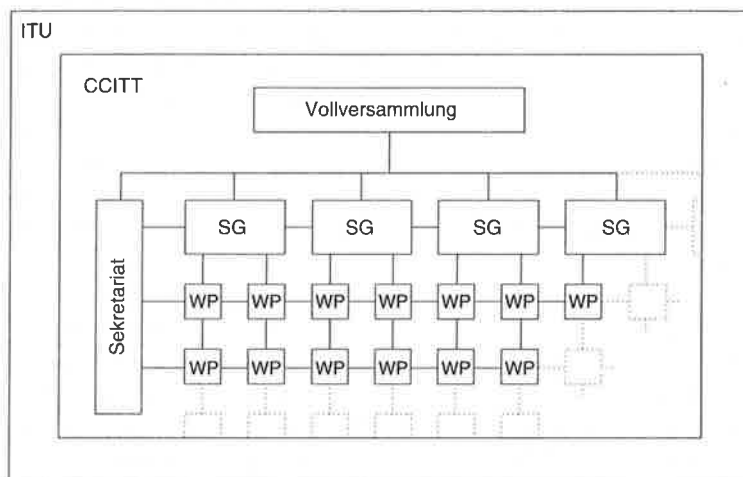 ITU
CCITT
Vollversammlung
Sekretariat
SG SG SG SG
WP WP WP WP WP WP WP
WP WP WP WP WP WP